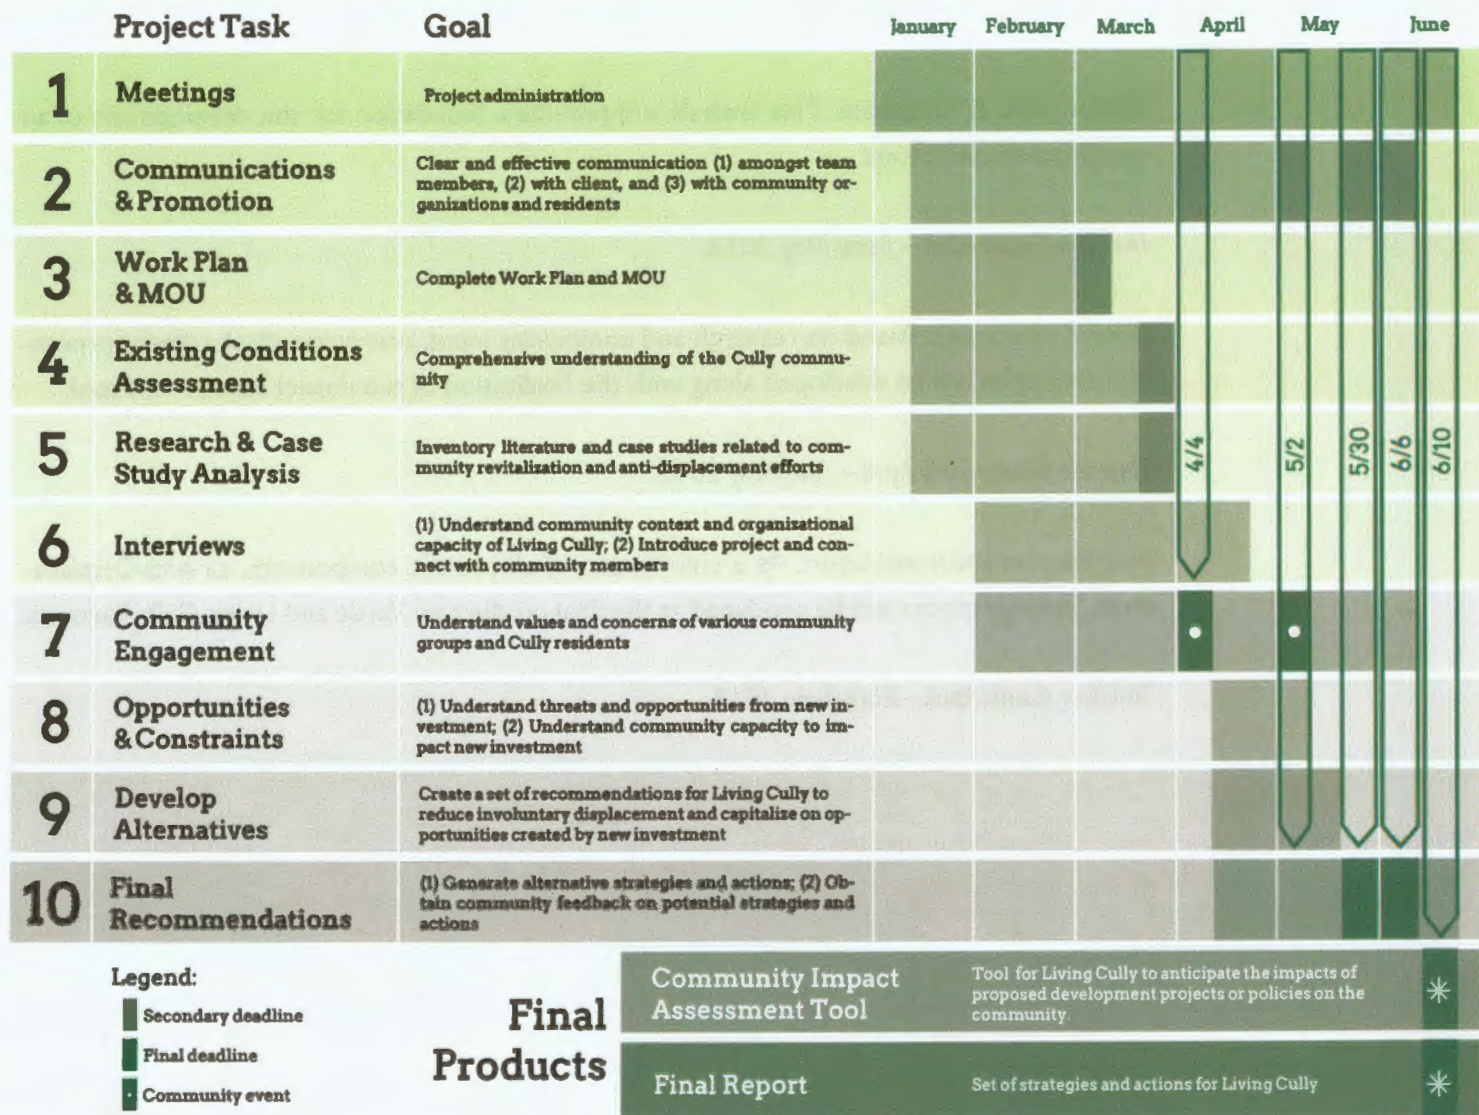 Project Task Goal January February March April May June
1 Meetings Project administration
2 Communications & Promotion
Clear and effective communication (1) amongst team
members, (2) with client, and (3) with community or-
ganizations and residents
3 Work Plan & MOU
Complete Work Plan and MOU
4 Existing Conditions Assessment
Comprehensive understanding of the Cully commu-
nity
5 Research & Case Study Analysis
Inventory literature and case studies related to com-
munity revitalization and anti-displacement efforts
4/4 5/2 5/30 6/6 6/10
6 Interviews
(1) Understand community context and organizational
capacity of Living Cully; (2) Introduce project and con-
nect with community members
7 Community Engagement
Understand values and concerns of various community
groups and Cully residents
8 Opportunities & Constraints
(1) Understand threats and opportunities from new in-
vestment; (2) Understand community capacity to im-
pact new investment
9 Develop Alternatives
Create a set of recommendations for Living Cully to
reduce involuntary displacement and capitalize on op-
portunities created by new investment
10 Final Recommendations
(1) Generate alternative strategies and actions; (2) Ob-
tain community feedback on potential strategies and
actions
Legend:
Secondary deadline
Final deadline
Community event
Final
Products
Community Impact
Assessment Tool
Tool for Living Cully to anticipate the impacts of
proposed development projects or policies on the
community.
Final Report
Set of strategies and actions for Living Cully